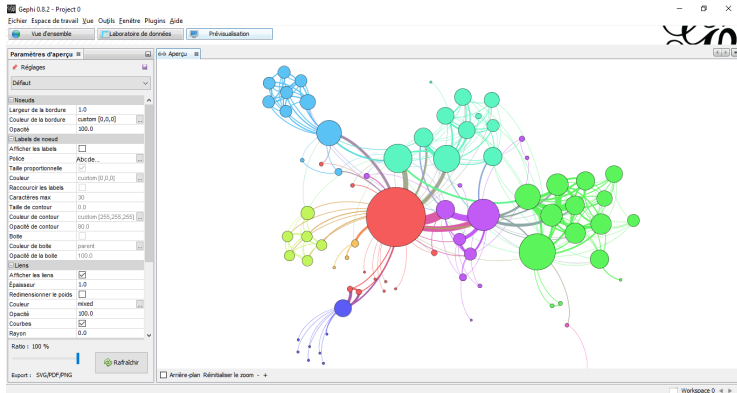 Gephi 0.8.2 - Project 0
Fichier Espace de travail Vue Outils Fenêtre Plugins Aide
Vue d'ensemble Laboratoire de données Prévisualisation
Paramètres d'aperçu
Aperçu
Réglages
Défaut
Noeuds
Largeur de la bordure 1.0
Couleur de la bordure custom [0,0,0]
Opacité 100.0
Labels de noeud
Afficher les labels
Police Abcde...
Taille proportionnelle
Couleur custom [0,0,0]
Raccourcir les labels
Caractères max 30
Taille de contour 0.0
Couleur de contour custom [255,255,255]
Opacité de contour 80.0
Boite
Couleur de boite parent
Opacité de la boite 100.0
Liens
Afficher les liens
Épaisseur 1.0
Redimensionner le poids
Couleur mixed
Opacité 100.0
Courbes
Rayon 0.0
Ratio : 100 %
Rafraîchir
Export : SVG/PDF/PNG
Arrière-plan Réinitialiser le zoom - +
Workspace 0